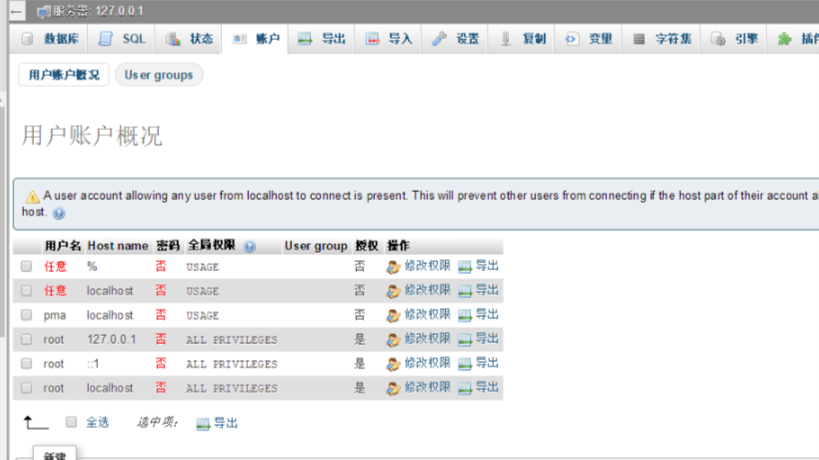 服务器: 127.0.0.1
数据库 SQL 状态 账户 导出 导入 设置 复制 变量 字符集 引擎 插件
用户账户概况 User groups
用户账户概况
A user account allowing any user from localhost to connect is present. This will prevent other users from connecting if the host part of their account a
host.
用户名 Host name 密码 全局权限 User group 授权 操作
任意 % 否 USAGE 否 修改权限 导出
任意 localhost 否 USAGE 否 修改权限 导出
pma localhost 否 USAGE 否 修改权限 导出
root 127.0.0.1 否 ALL PRIVILEGES 是 修改权限 导出
root ::1 否 ALL PRIVILEGES 是 修改权限 导出
root localhost 否 ALL PRIVILEGES 是 修改权限 导出
全选 选中项: 导出
新建